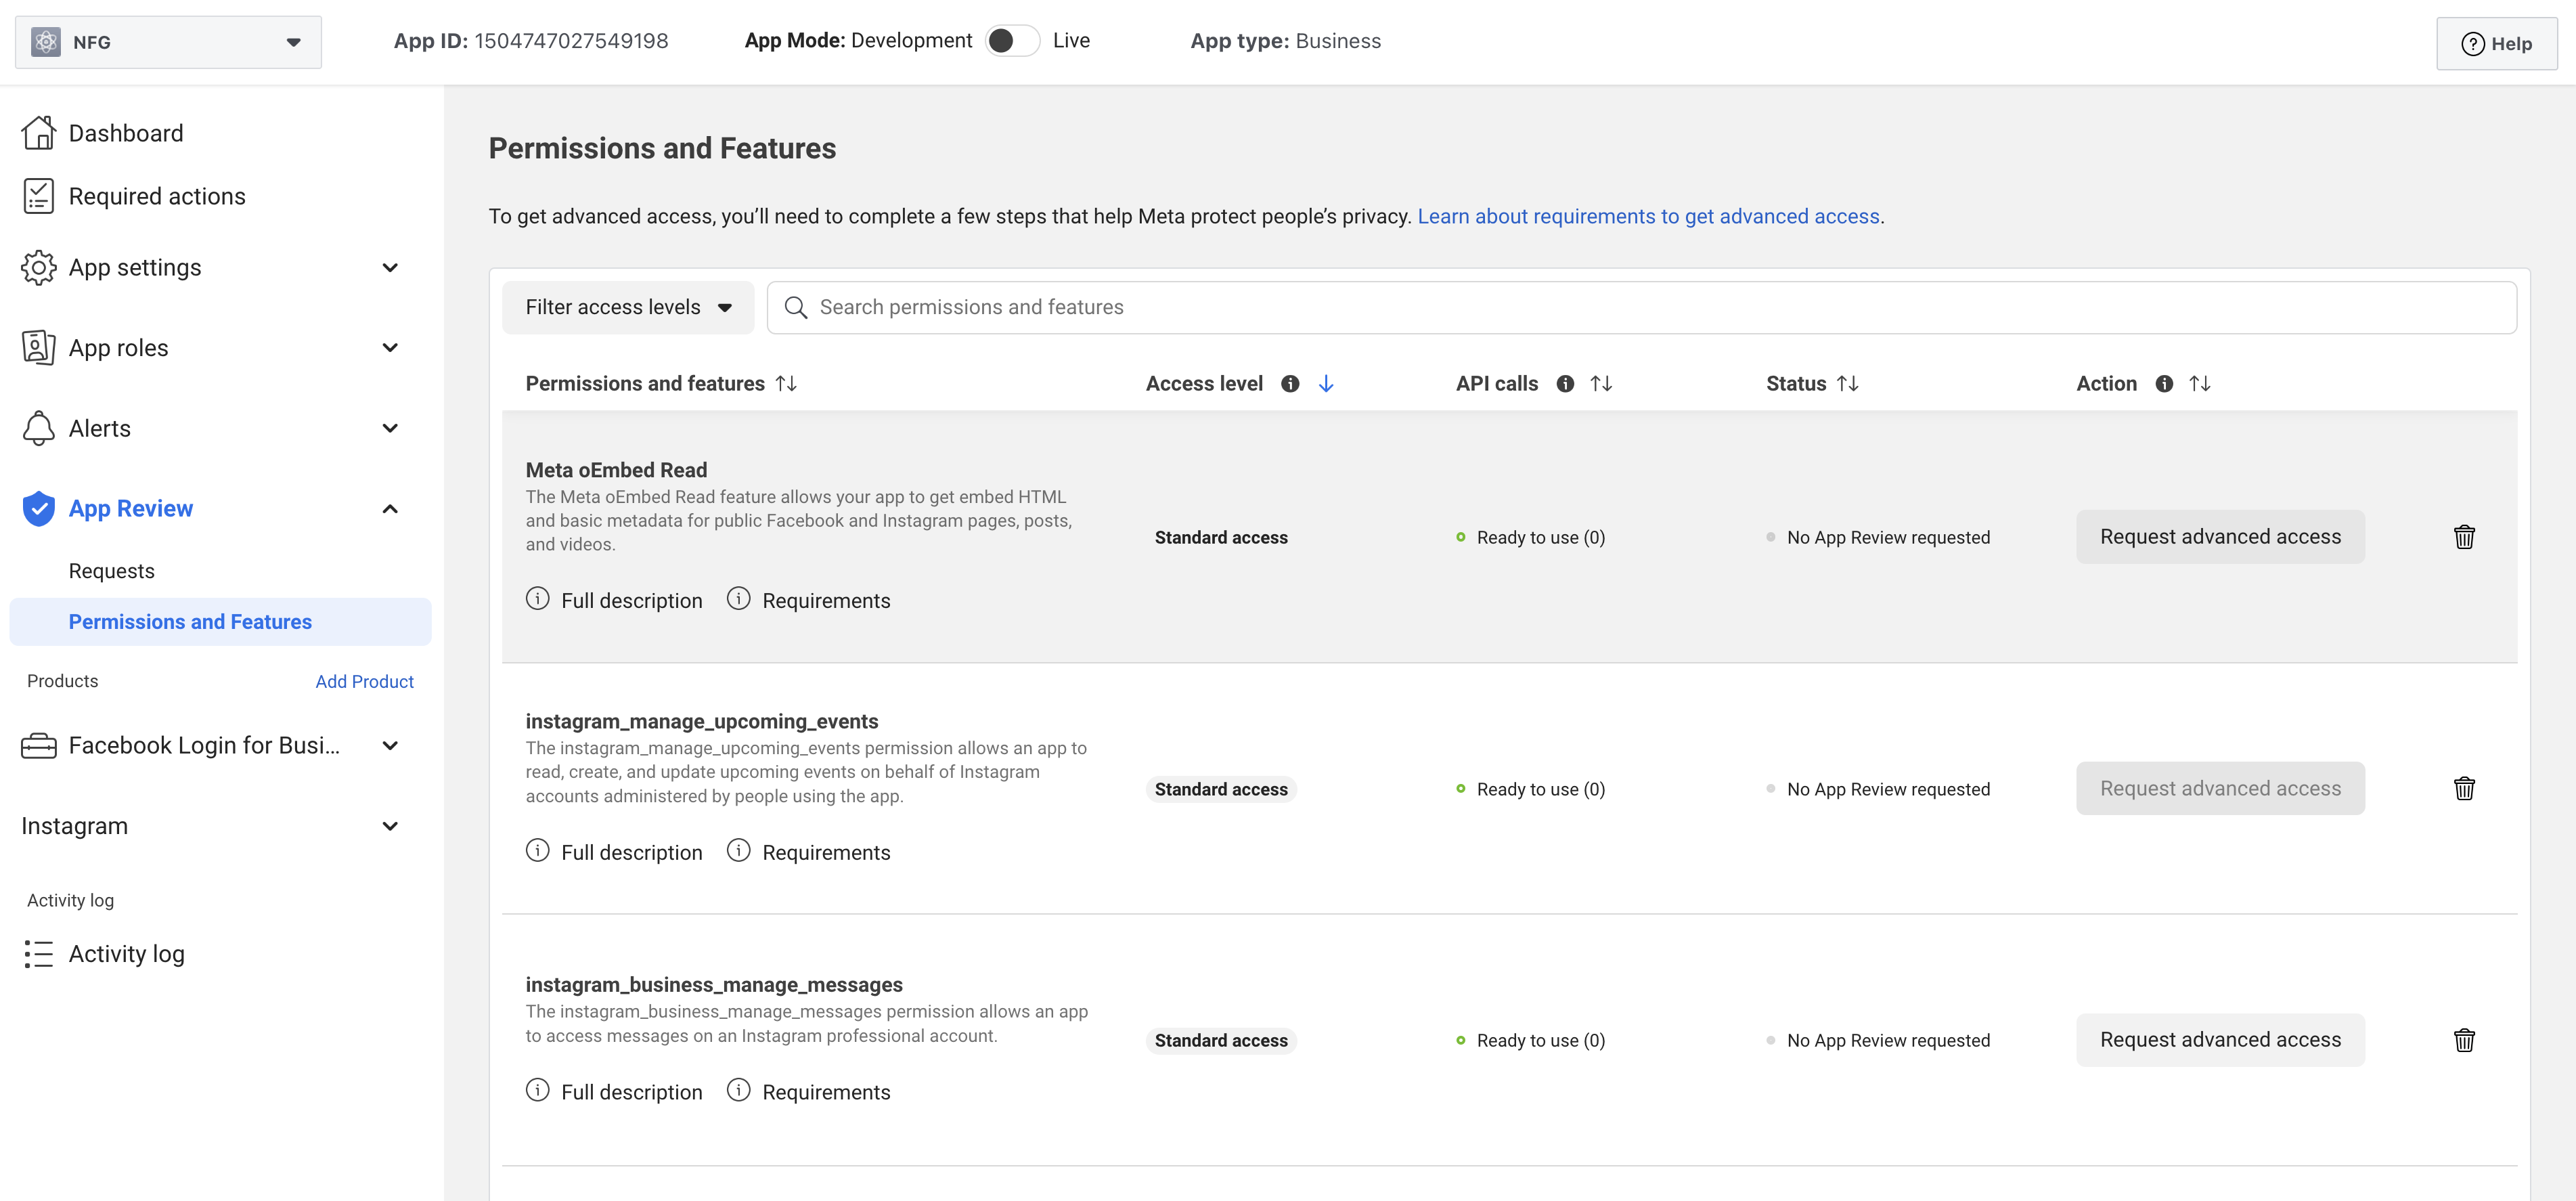 NFG
App ID: 1504747027549198
App Mode: Development
Live
App type: Business
Help
Dashboard
Required actions
App settings
App roles
Alerts
App Review
Requests
Permissions and Features
Products
Add Product
Facebook Login for Busi...
Instagram
Activity log
Activity log
Permissions and Features
To get advanced access, you’ll need to complete a few steps that help Meta protect people’s privacy. Learn about requirements to get advanced access.
Filter access levels
Search permissions and features
Permissions and features
Access level
API calls
Status
Action
Meta oEmbed Read
The Meta oEmbed Read feature allows your app to get embed HTML
and basic metadata for public Facebook and Instagram pages, posts,
and videos.
Full description
Requirements
Standard access
Ready to use (0)
No App Review requested
Request advanced access
instagram_manage_upcoming_events
The instagram_manage_upcoming_events permission allows an app to
read, create, and update upcoming events on behalf of Instagram
accounts administered by people using the app.
Full description
Requirements
Standard access
Ready to use (0)
No App Review requested
Request advanced access
instagram_business_manage_messages
The instagram_business_manage_messages permission allows an app
to access messages on an Instagram professional account.
Full description
Requirements
Standard access
Ready to use (0)
No App Review requested
Request advanced access